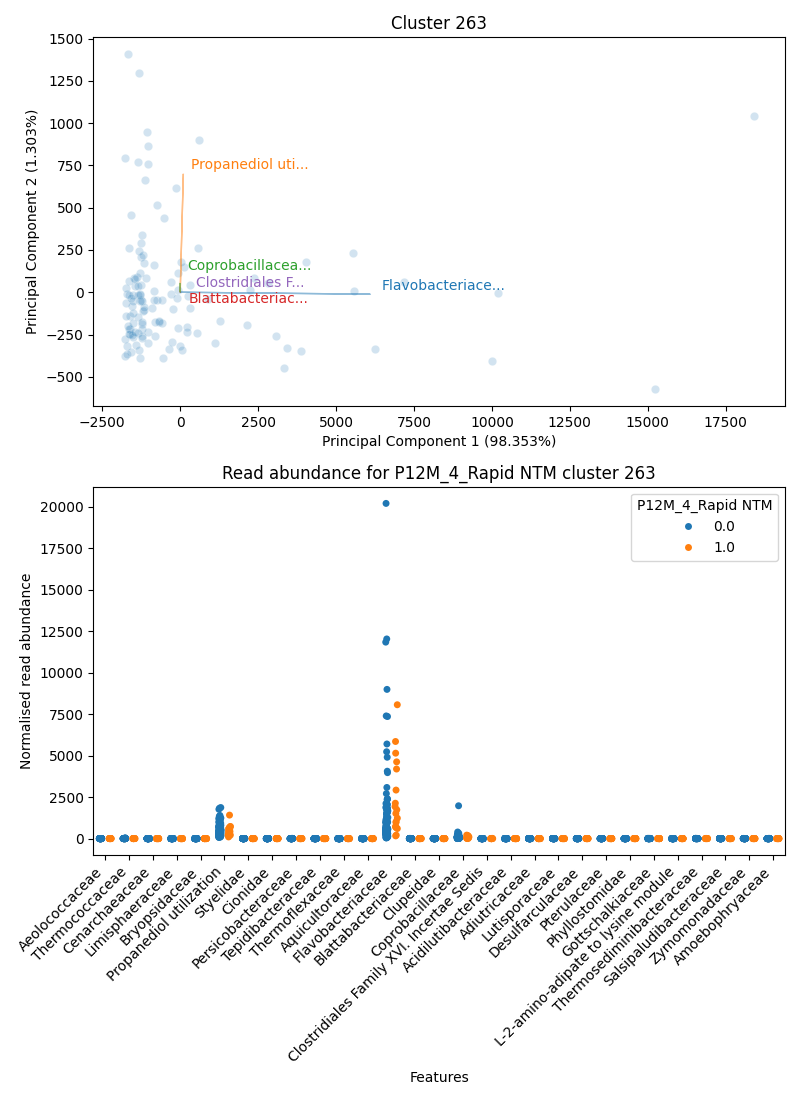 Cluster 263
Principal Component 2 (1.303%)
1500
1250
1000
750
500
250
0
−250
−500
Propanediol uti...
Coprobacillacea...
Clostridiales F...
Blattabacteriac...
Flavobacteriace...
−2500
0
2500
5000
7500
10000
12500
15000
17500
Principal Component 1 (98.353%)
Read abundance for P12M_4_Rapid NTM cluster 263
Normalised read abundance
20000
17500
15000
12500
10000
7500
5000
2500
0
P12M_4_Rapid NTM
0.0
1.0
Aeolococcaceae
Thermococcaceae
Cenarchaeaceae
Limisphaeraceae
Bryopsidaceae
Propanediol utilization
Styelidae
Cionidae
Persicobacteraceae
Tepidibacteraceae
Thermoflexaceae
Aquicultoraceae
Flavobacteriaceae
Blattabacteriaceae
Clupeidae
Coprobacillaceae
Clostridiales Family XVI. Incertae Sedis
Acidilutibacteraceae
Adiutricaceae
Lutisporaceae
Desulfarculaceae
Pterulaceae
Phyllostomidae
Gottschalkiaceae
L-2-amino-adipate to lysine module
Thermosediminibacteraceae
Salsipaludibacteraceae
Zymomonadaceae
Amoebophryaceae
Features